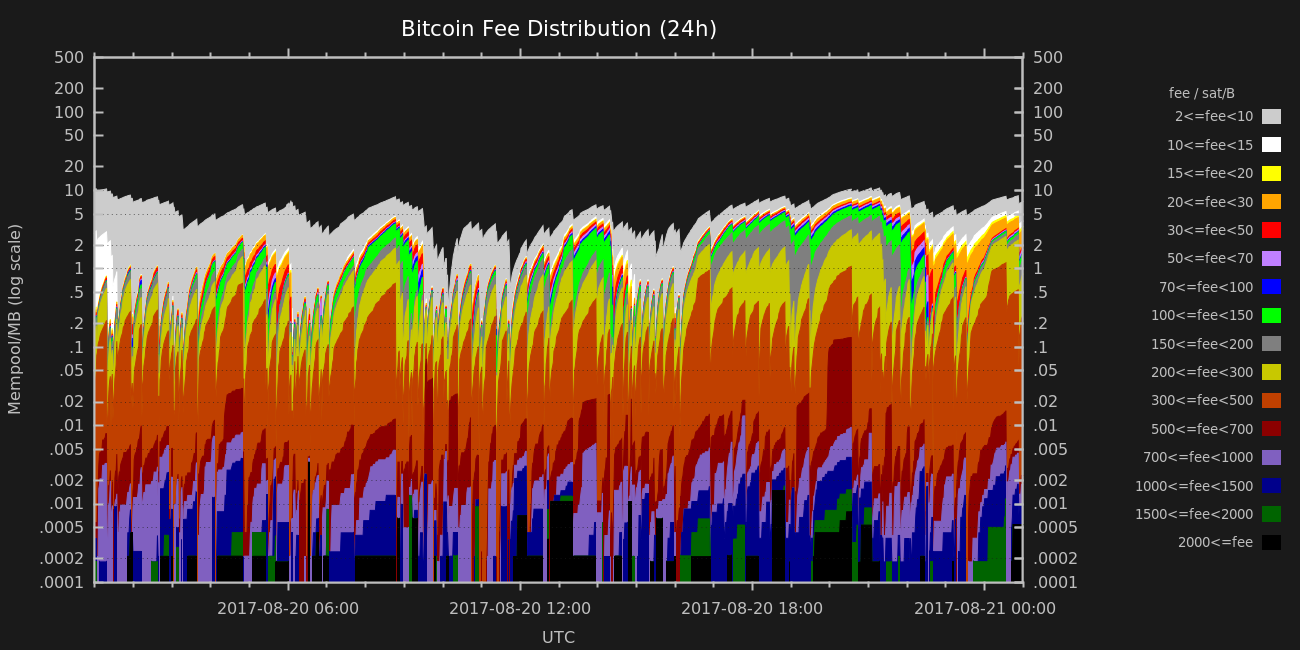 Bitcoin Fee Distribution (24h)
500
200
100
50
20
10
5
2
1
.5
.2
.1
.05
.02
.01
.005
.002
.001
.0005
.0002
.0001
Mempool/MB (log scale)
500
200
100
50
20
10
5
2
1
.5
.2
.1
.05
.02
.01
.005
.002
.001
.0005
.0002
.0001
2017-08-20 06:00
2017-08-20 12:00
2017-08-20 18:00
2017-08-21 00:00
UTC
fee / sat/B
2<=fee<10
10<=fee<15
15<=fee<20
20<=fee<30
30<=fee<50
50<=fee<70
70<=fee<100
100<=fee<150
150<=fee<200
200<=fee<300
300<=fee<500
500<=fee<700
700<=fee<1000
1000<=fee<1500
1500<=fee<2000
2000<=fee